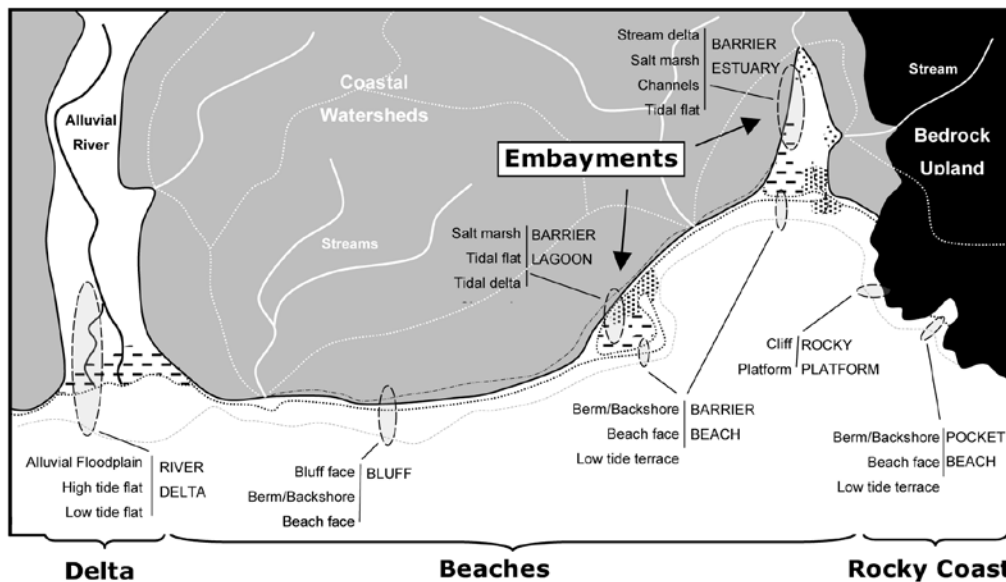 Stream delta
Salt marsh
Channels
Tidal flat
BARRIER
ESTUARY
Stream
Coastal
Watersheds
Alluvial
River
Bedrock
Upland
Embayments
Streams
Salt marsh
Tidal flat
Tidal delta
BARRIER
LAGOON
Cliff
Platform
ROCKY
PLATFORM
Berm/Backshore
Beach face
Low tide terrace
BARRIER
BEACH
Berm/Backshore
Beach face
Low tide terrace
POCKET
BEACH
Alluvial Floodplain
High tide flat
Low tide flat
RIVER
DELTA
Bluff face
Berm/Backshore
Beach face
BLUFF
Delta
Beaches
Rocky Coast